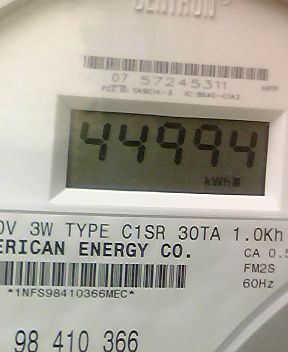 CENTRON®
07 57245311
44994
kWh
0V 3W TYPE C1SR 30TA 1.0Kh
ERICAN ENERGY CO.
CA 0.5
FM2S
60Hz
*1NFS98410366MEC*
98 410 366